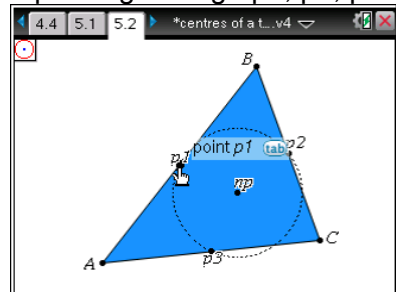 4.4 5.1 5.2 *centres of a t...v4
B
point p1 tab
p2
p1
np
C
p3
A